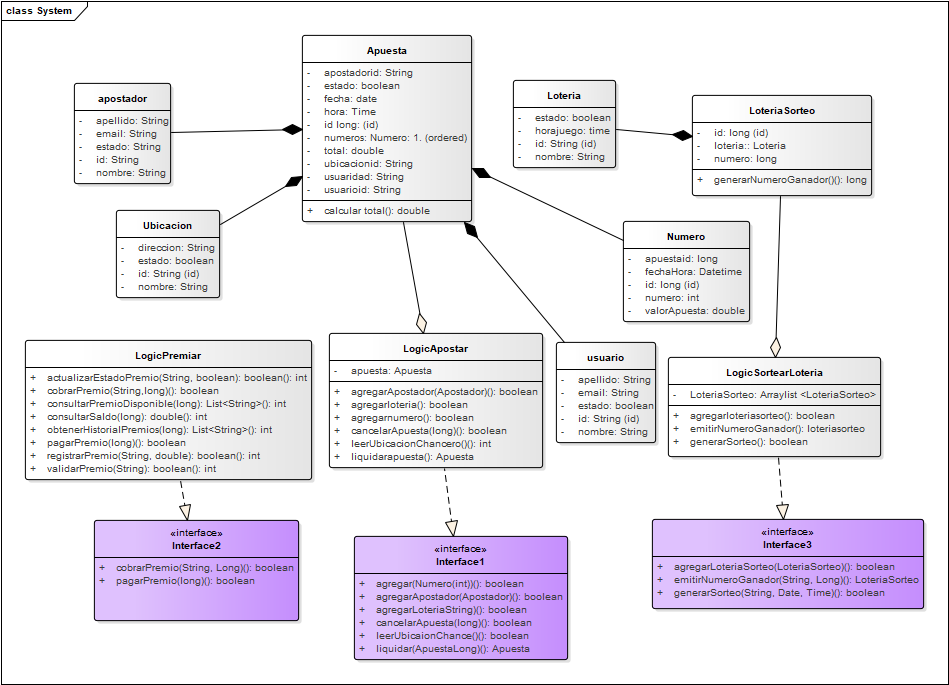 class System
Apuesta
- apostadorid: String
- estado: boolean
- fecha: date
- hora: Time
- id long: (id)
- numeros: Numero: 1. (ordered)
- total: double
- ubicacionid: String
- usuaridad: String
- usuarioid: String
+ calcular total(): double
apostador
- apellido: String
- email: String
- estado: String
- id: String
- nombre: String
Loteria
- estado: boolean
- horajuego: time
- id: String (id)
- nombre: String
LoteriaSorteo
- id: long (id)
- loteria:: Loteria
- numero: long
+ generarNumeroGanador()(): long
Ubicacion
- direccion: String
- estado: boolean
- id: String (id)
- nombre: String
Numero
- apuestaid: long
- fechaHora: Datetime
- id: long (id)
- numero: int
- valorApuesta: double
LogicPremiar
+ actualizarEstadoPremio(String, boolean): boolean(): int
+ cobrarPremio(String,long)(): boolean
+ consultarPremioDisponible(long): List<String>(): int
+ consultarSaldo(long): double(): int
+ obtenerHistorialPremios(long): List<String>(): int
+ pagarPremio(long)(): boolean
+ registrarPremio(String, double): boolean(): int
+ validarPremio(String): boolean(): int
LogicApostar
- apuesta: Apuesta
+ agregarApostador(Apostador)(): boolean
+ agregarloteria(): boolean
+ agregarnumero(): boolean
+ cancelarApuesta(long)(): boolean
+ leerUbicacionChancero()(): int
+ liquidarapuesta(): Apuesta
usuario
- apellido: String
- email: String
- estado: boolean
- id: String (id)
- nombre: String
LogicSortearLoteria
- LoteriaSorteo: Arraylist <LoteriaSorteo>
+ agregarloteriasorteo(): boolean
+ emitirNumeroGanador(): loteriasorteo
+ generarSorteo(): boolean
«interface»
Interface2
+ cobrarPremio(String, Long)(): boolean
+ pagarPremio(long)(): boolean
«interface»
Interface1
+ agregar(Numero(int))(): boolean
+ agregarApostador(Apostador)(): boolean
+ agregarLoteriaString)(): boolean
+ cancelarApuesta(long)(): boolean
+ leerUbicaionChance()(): boolean
+ liquidar(ApuestaLong)(): Apuesta
«interface»
Interface3
+ agregarLoteriaSorteo(LoteriaSorteo)(): boolean
+ emitirNumeroGanador(String, Long)(): LoteriaSorteo
+ generarSorteo(String, Date, Time)(): boolean